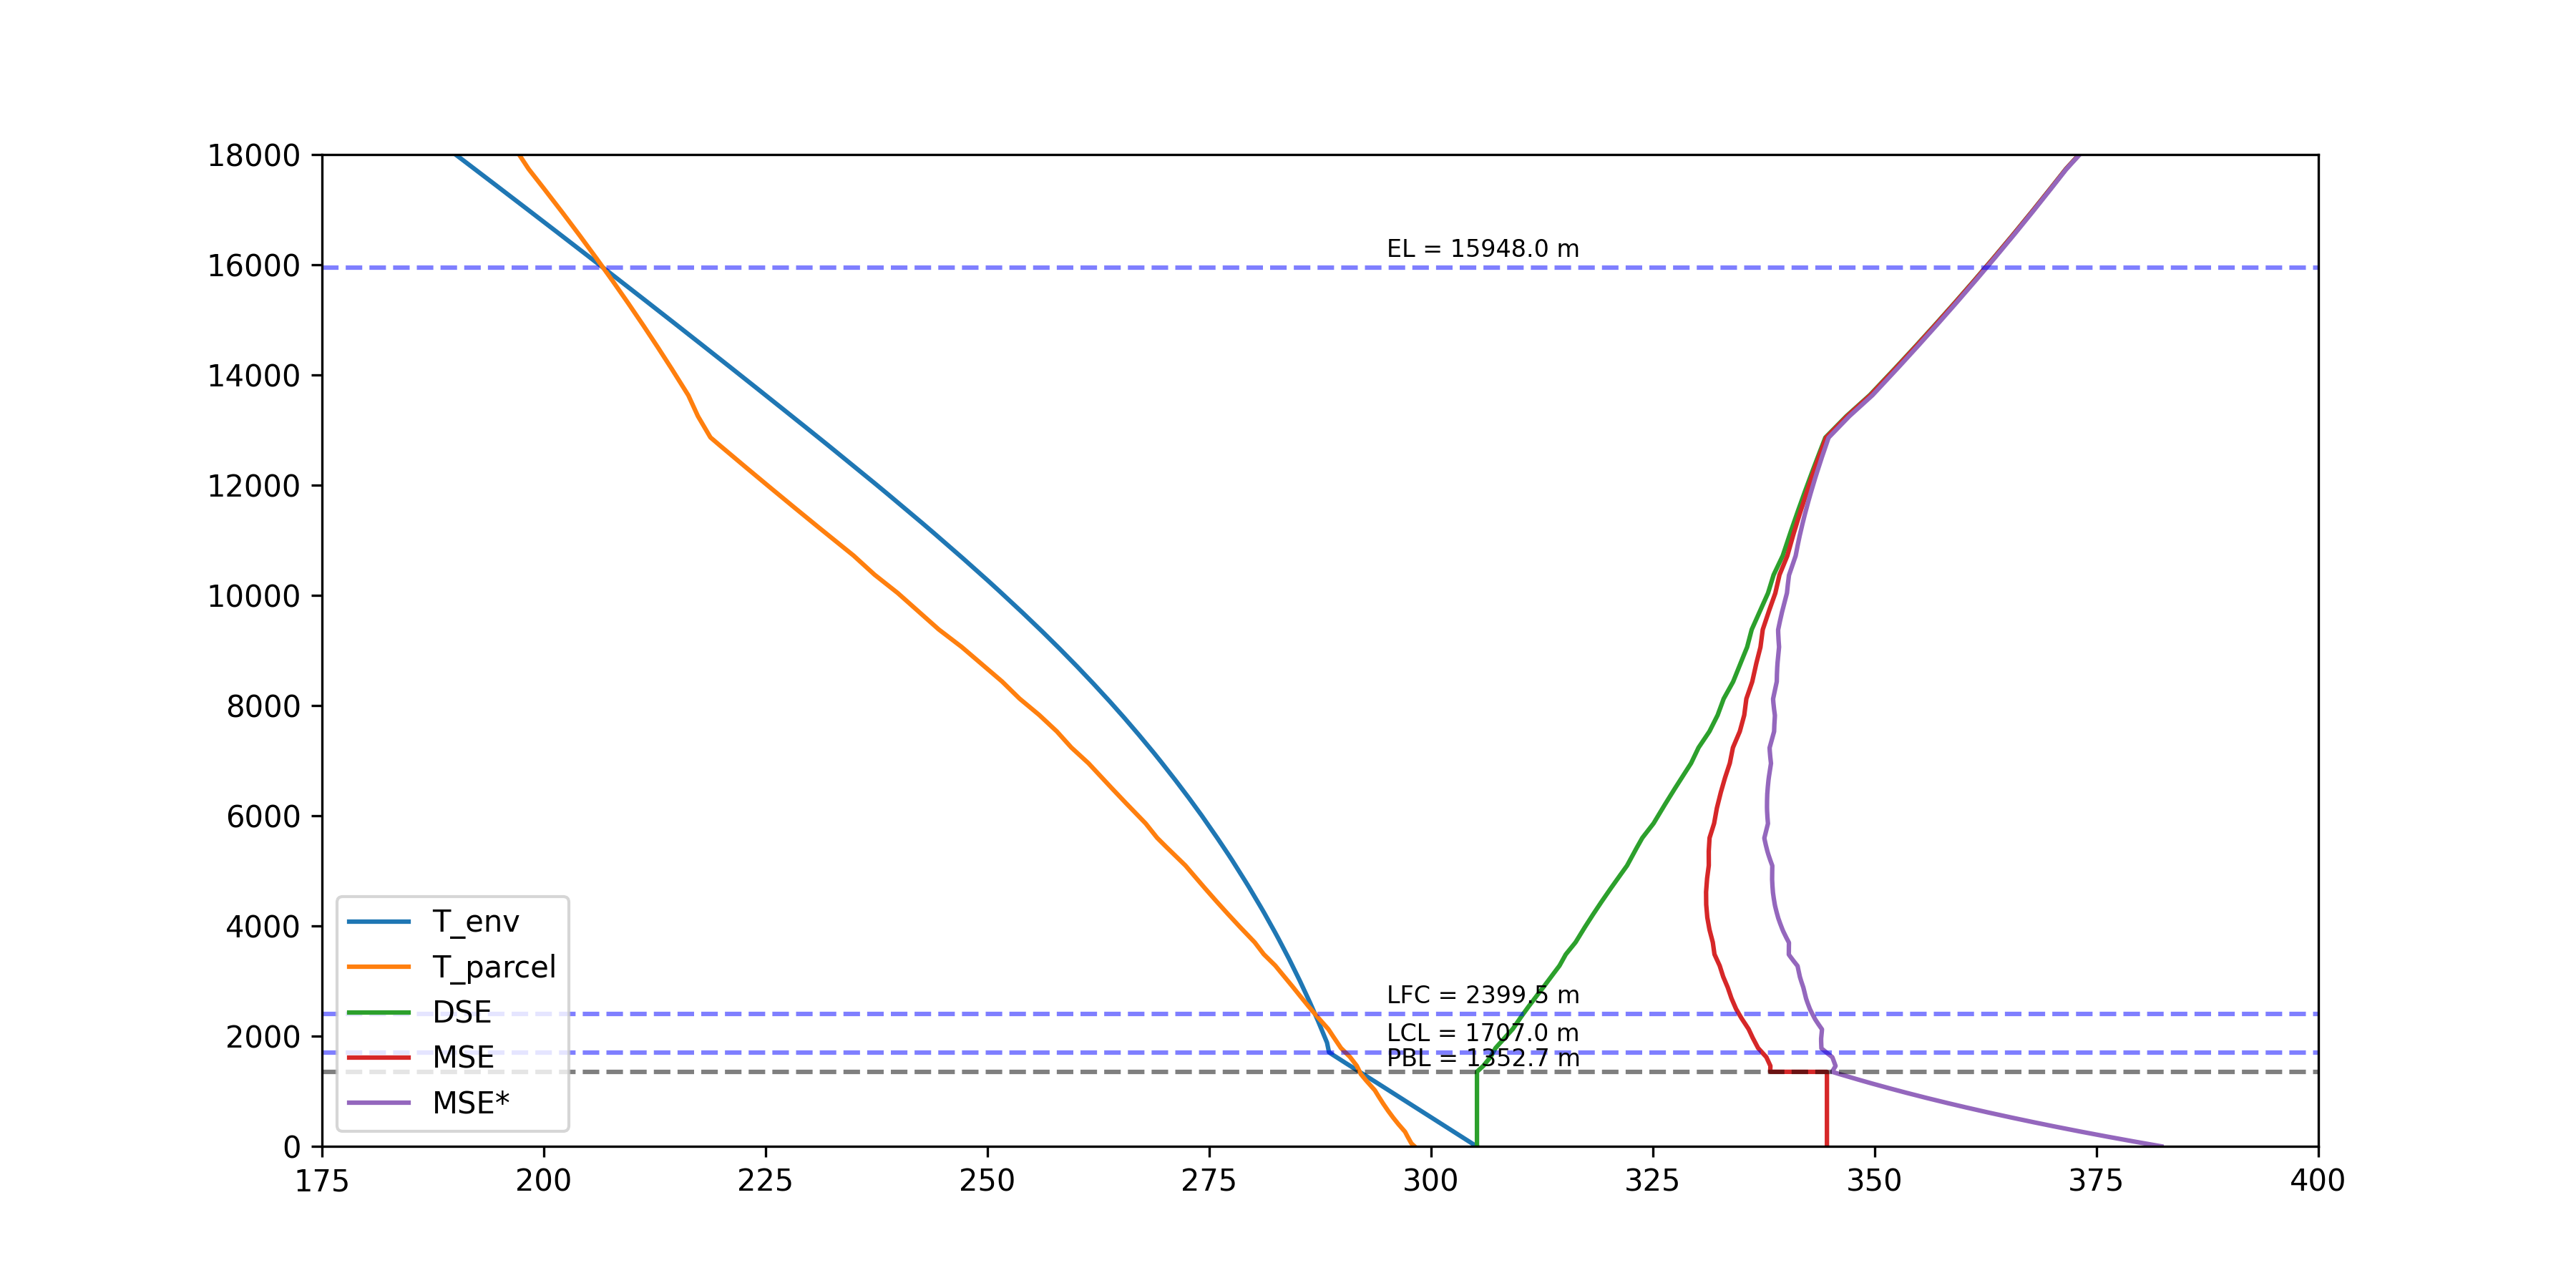 18000
16000
14000
12000
10000
8000
6000
4000
2000
0
EL = 15948.0 m
LFC = 2399.5 m
LCL = 1707.0 m
PBL = 1352.7 m
T_env
T_parcel
DSE
MSE
MSE*
175 200 225 250 275 300 325 350 375 400